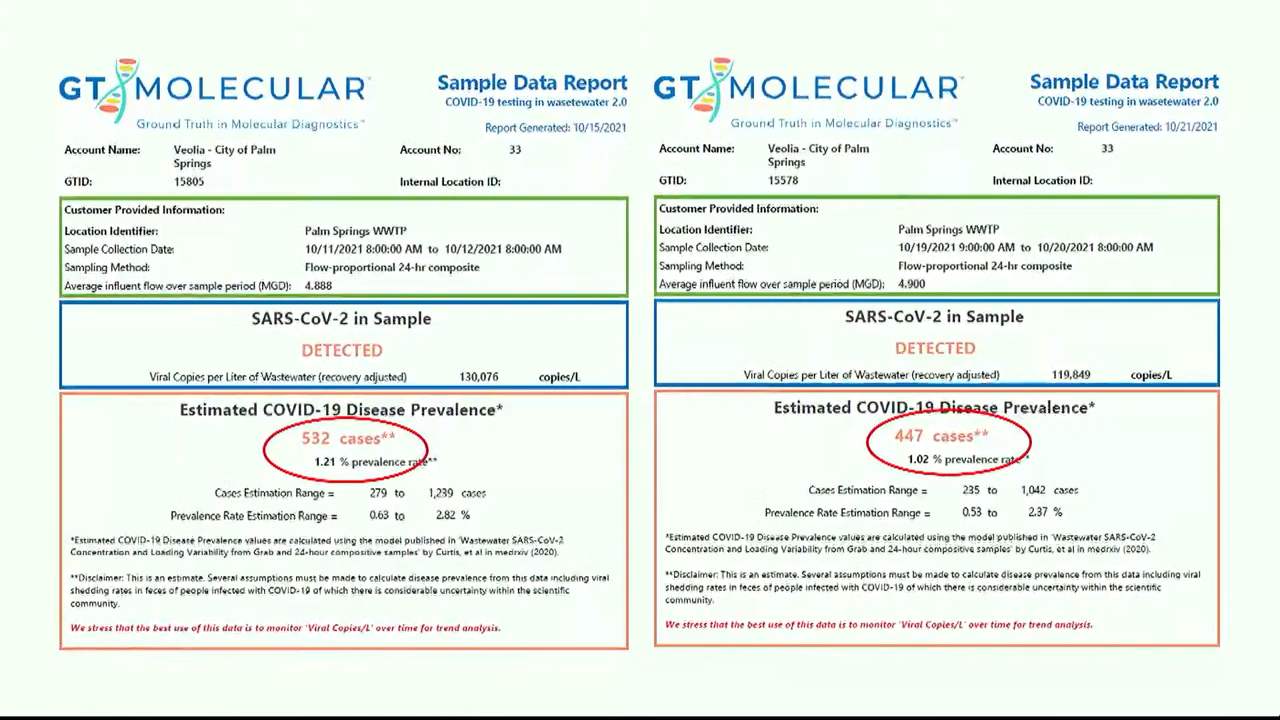 GT MOLECULAR
Ground Truth in Molecular Diagnostics™
Sample Data Report
COVID-19 testing in wasetewater 2.0
Report Generated: 10/15/2021
Account Name: Veolia - City of Palm Springs
Account No: 33
GTID: 15805
Internal Location ID:
Customer Provided Information:
Location Identifier: Palm Springs WWTP
Sample Collection Date: 10/11/2021 8:00:00 AM to 10/12/2021 8:00:00 AM
Sampling Method: Flow-proportional 24-hr composite
Average influent flow over sample period (MGD): 4.888
SARS-CoV-2 in Sample
DETECTED
Viral Copies per Liter of Wastewater (recovery adjusted) 130,076 copies/L
Estimated COVID-19 Disease Prevalence*
532 cases**
1.21 % prevalence rate**
Cases Estimation Range = 279 to 1,239 cases
Prevalence Rate Estimation Range = 0.63 to 2.82 %
*Estimated COVID-19 Disease Prevalence values are calculated using the model published in 'Wastewater SARS-CoV-2
Concentration and Loading Variability from Grab and 24-hour compositive samples' by Curtis, et al in medrxiv (2020).
**Disclaimer: This is an estimate. Several assumptions must be made to calculate disease prevalence from this data including viral
shedding rates in feces of people infected with COVID-19 of which there is considerable uncertainty within the scientific
community.
We stress that the best use of this data is to monitor 'Viral Copies/L' over time for trend analysis.
GT MOLECULAR
Ground Truth in Molecular Diagnostics™
Sample Data Report
COVID-19 testing in wasetewater 2.0
Report Generated: 10/21/2021
Account Name: Veolia - City of Palm Springs
Account No: 33
GTID: 15578
Internal Location ID:
Customer Provided Information:
Location Identifier: Palm Springs WWTP
Sample Collection Date: 10/19/2021 9:00:00 AM to 10/20/2021 8:00:00 AM
Sampling Method: Flow-proportional 24-hr composite
Average influent flow over sample period (MGD): 4.900
SARS-CoV-2 in Sample
DETECTED
Viral Copies per Liter of Wastewater (recovery adjusted) 119,849 copies/L
Estimated COVID-19 Disease Prevalence*
447 cases**
1.02 % prevalence rate**
Cases Estimation Range = 235 to 1,042 cases
Prevalence Rate Estimation Range = 0.53 to 2.37 %
*Estimated COVID-19 Disease Prevalence values are calculated using the model published in 'Wastewater SARS-CoV-2
Concentration and Loading Variability from Grab and 24-hour compositive samples' by Curtis, et al in medrxiv (2020).
**Disclaimer: This is an estimate. Several assumptions must be made to calculate disease prevalence from this data including viral
shedding rates in feces of people infected with COVID-19 of which there is considerable uncertainty within the scientific
community.
We stress that the best use of this data is to monitor 'Viral Copies/L' over time for trend analysis.